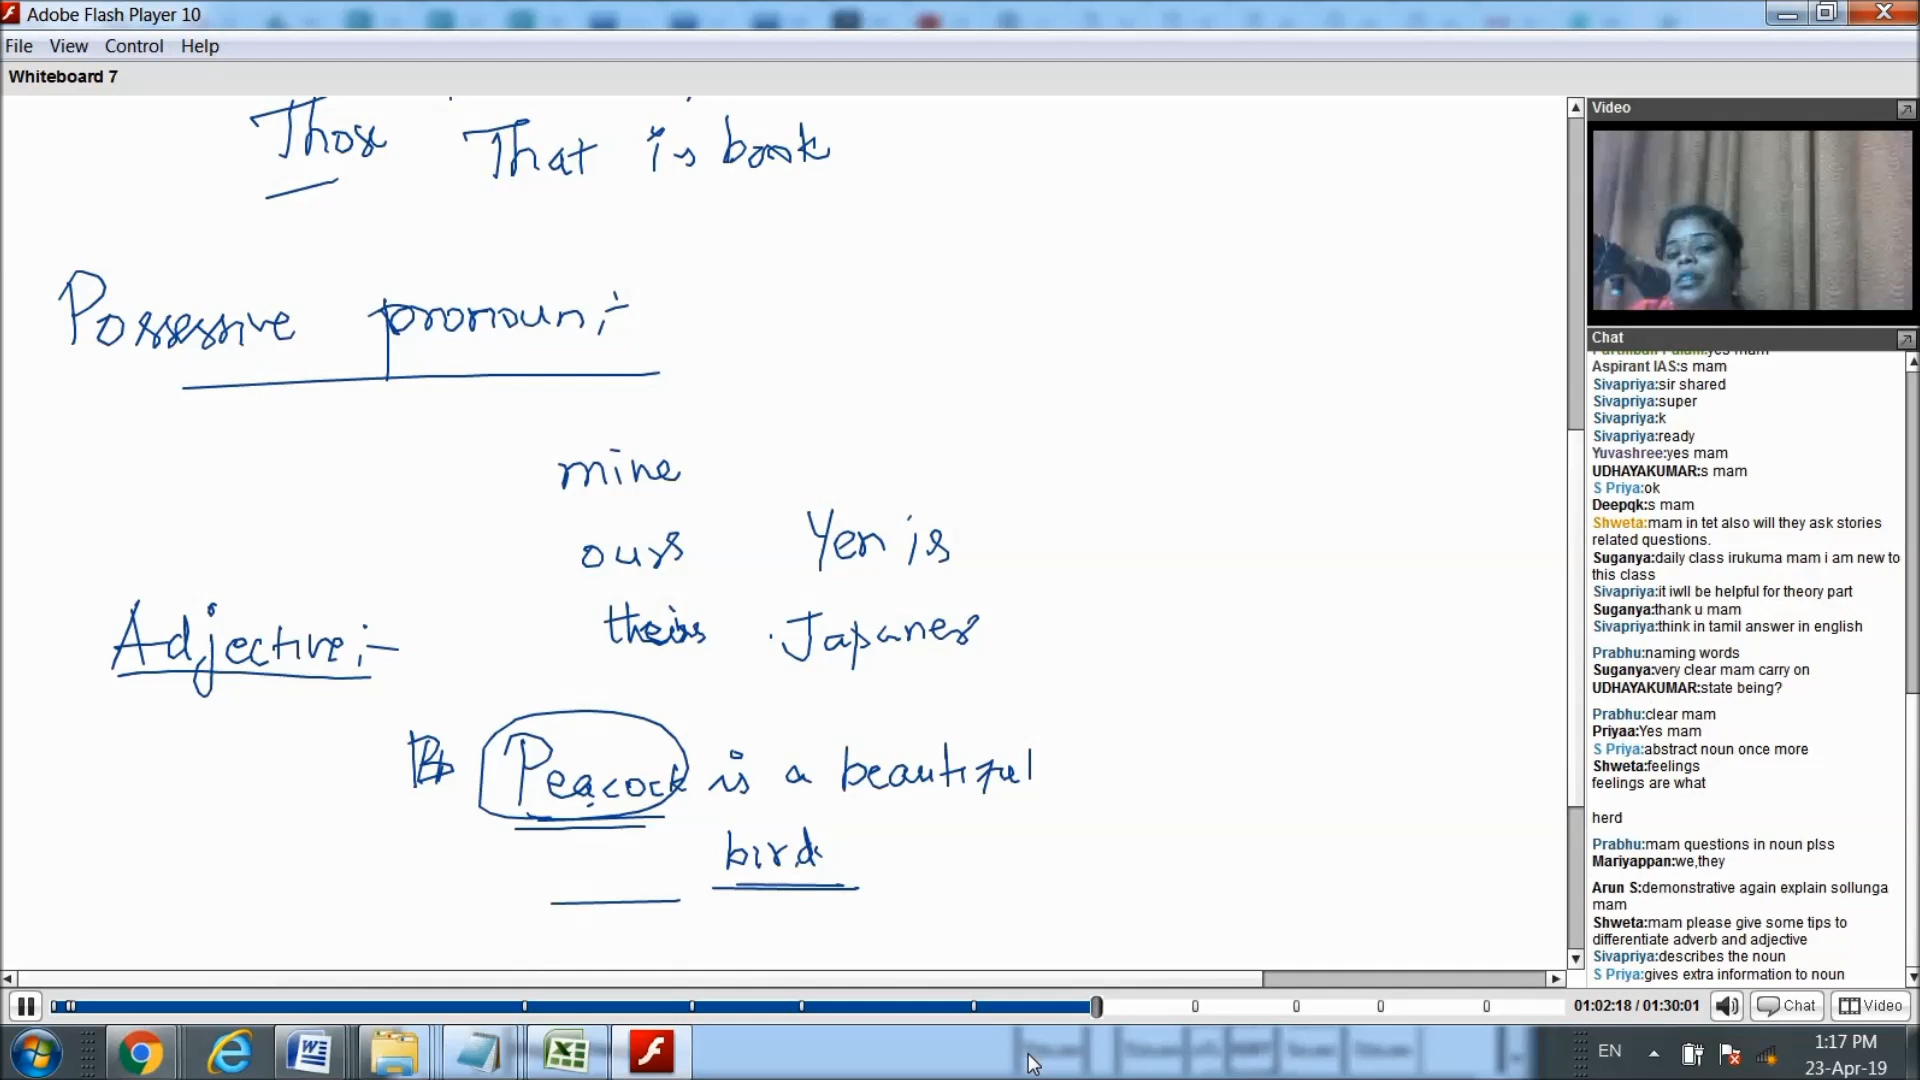 Adobe Flash Player 10
File View Control Help
Whiteboard 7
Those That is book
Possessive pronoun:-
mine
ours Yen is
theirs Japanes
Adjective:-
Peacock is a beautiful
bird
Video
Chat
Aspirant IAS:s mam
Sivapriya:sir shared
Sivapriya:super
Sivapriya:k
Sivapriya:ready
Yuvashree:yes mam
UDHAYAKUMAR:s mam
S Priya:ok
Deepqk:s mam
Shweta:mam in tet also will they ask stories
related questions.
Suganya:daily class irukuma mam i am new to
this class
Sivapriya:it iwll be helpful for theory part
Suganya:thank u mam
Sivapriya:think in tamil answer in english
Prabhu:naming words
Suganya:very clear mam carry on
UDHAYAKUMAR:state being?
Prabhu:clear mam
Priyaa:Yes mam
S Priya:abstract noun once more
Shweta:feelings
feelings are what
herd
Prabhu:mam questions in noun plss
Mariyappan:we,they
Arun S:demonstrative again explain sollunga
mam
Shweta:mam please give some tips to
differentiate adverb and adjective
Sivapriya:describes the noun
S Priya:gives extra information to noun
01:02:18 / 01:30:01 Chat Video
EN 1:17 PM
23-Apr-19